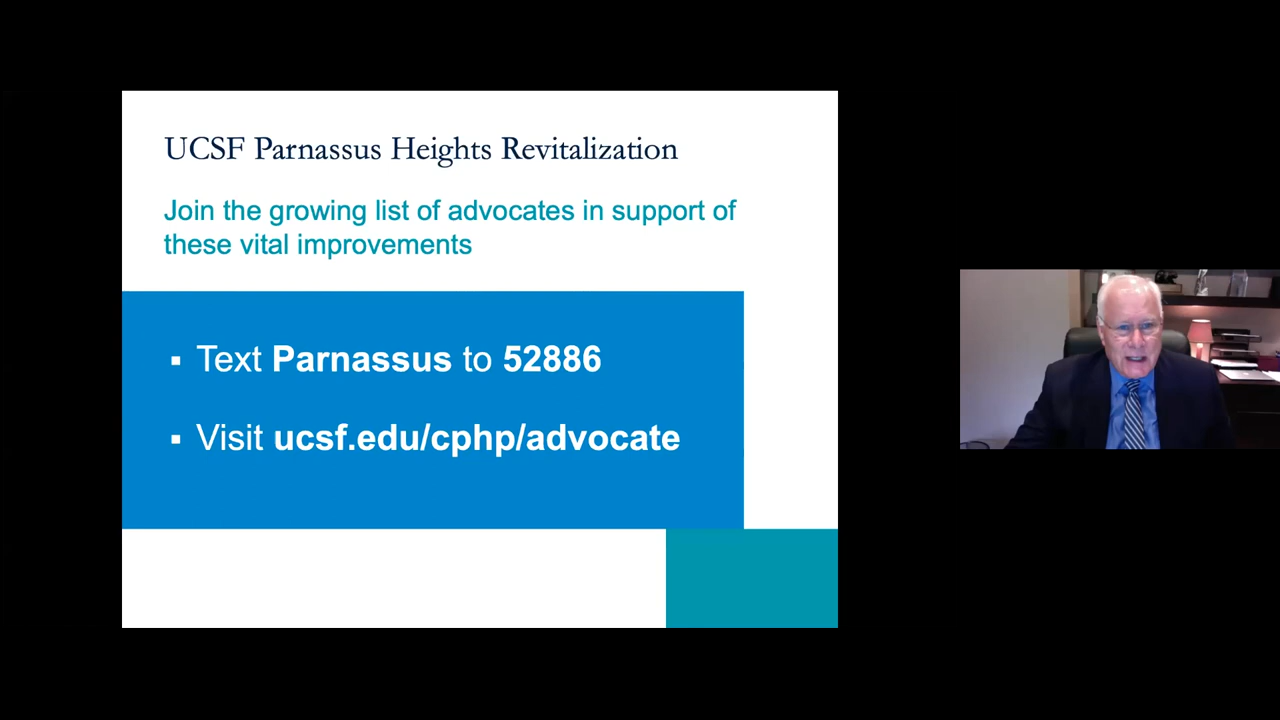 UCSF Parnassus Heights Revitalization
Join the growing list of advocates in support of
these vital improvements
▪ Text Parnassus to 52886
▪ Visit ucsf.edu/cphp/advocate